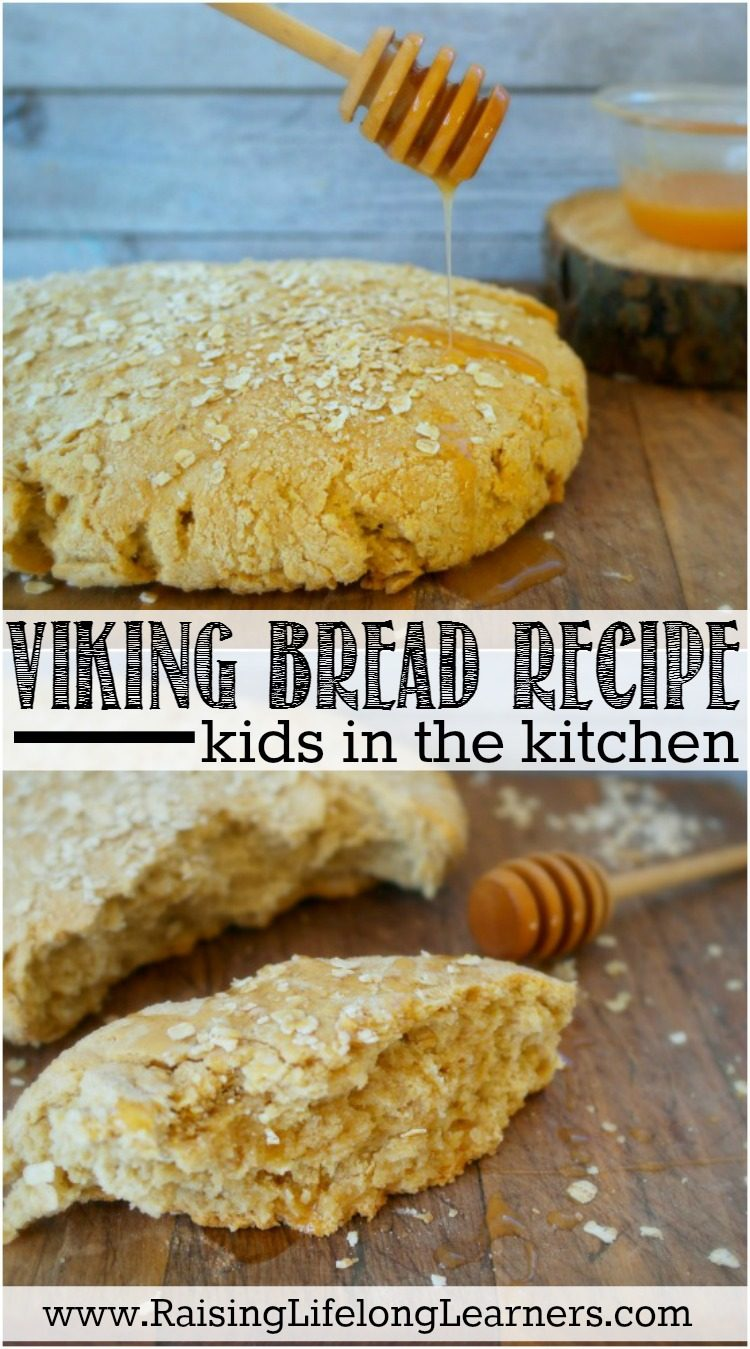 VIKING BREAD RECIPE
kids in the kitchen
www.RaisingLifelongLearners.com